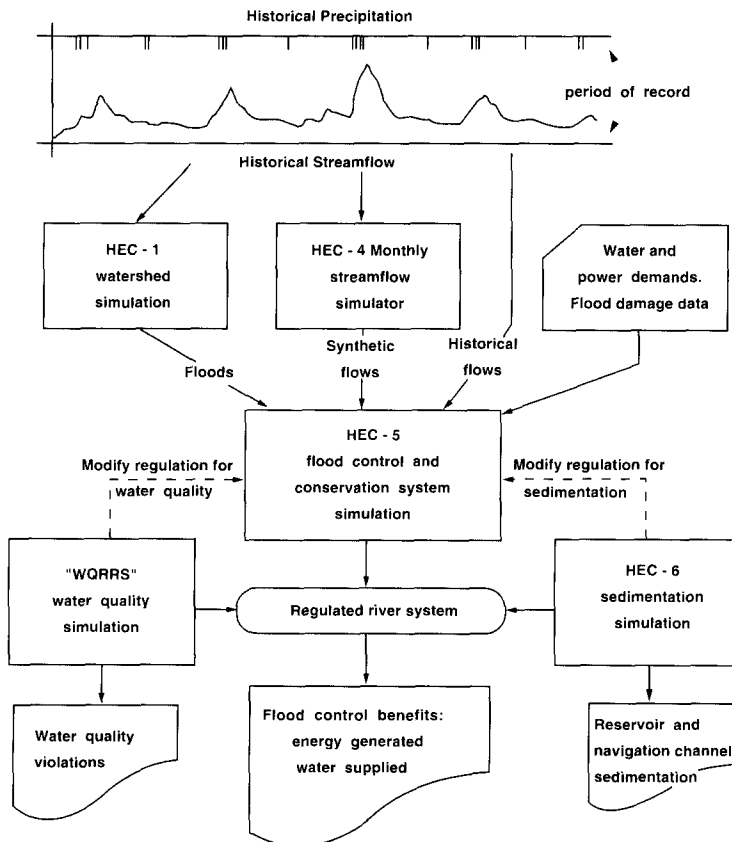 Historical Precipitation
period of record
Historical Streamflow
HEC - 1
watershed
simulation
HEC - 4 Monthly
streamflow
simulator
Water and
power demands.
Flood damage data
Floods
Synthetic
flows
Historical
flows
HEC - 5
flood control and
conservation system
simulation
Modify regulation for
water quality
Modify regulation for
sedimentation
"WQRRS"
water quality
simulation
Regulated river system
HEC - 6
sedimentation
simulation
Water quality
violations
Flood control benefits:
energy generated
water supplied
Reservoir and
navigation channel
sedimentation